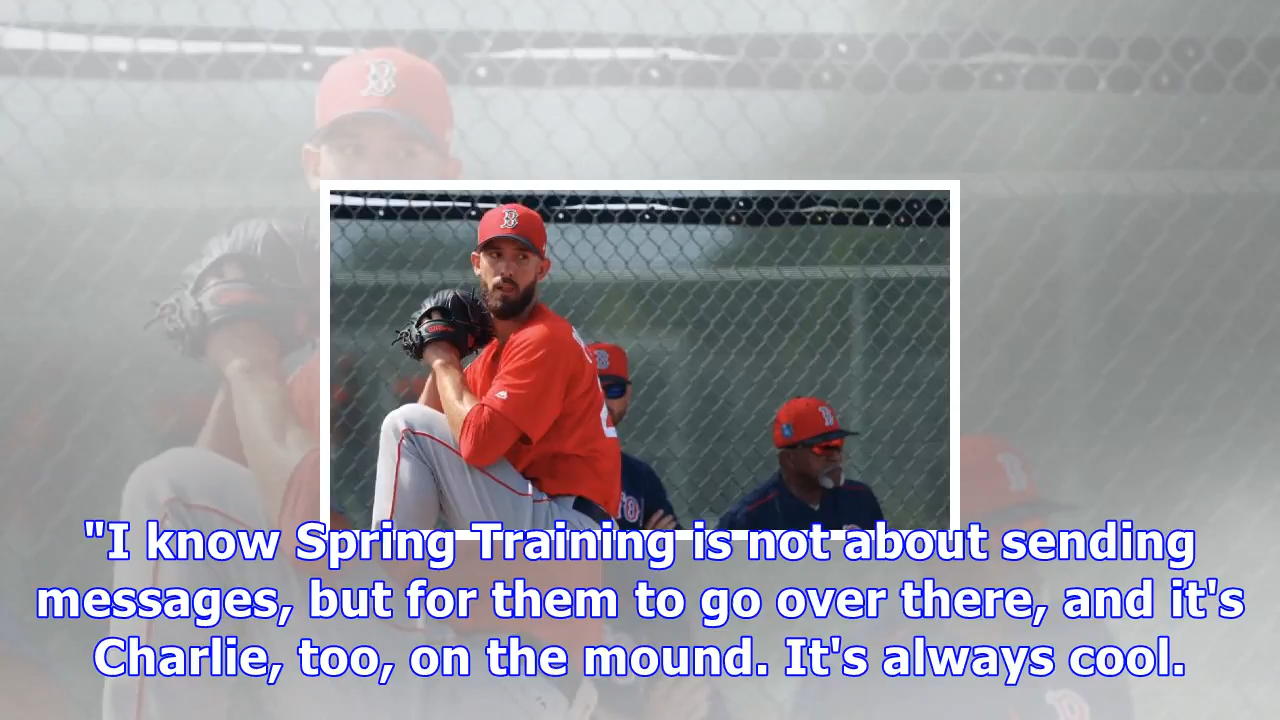 "I know Spring Training is not about sending
messages, but for them to go over there, and it's
Charlie, too, on the mound. It's always cool.